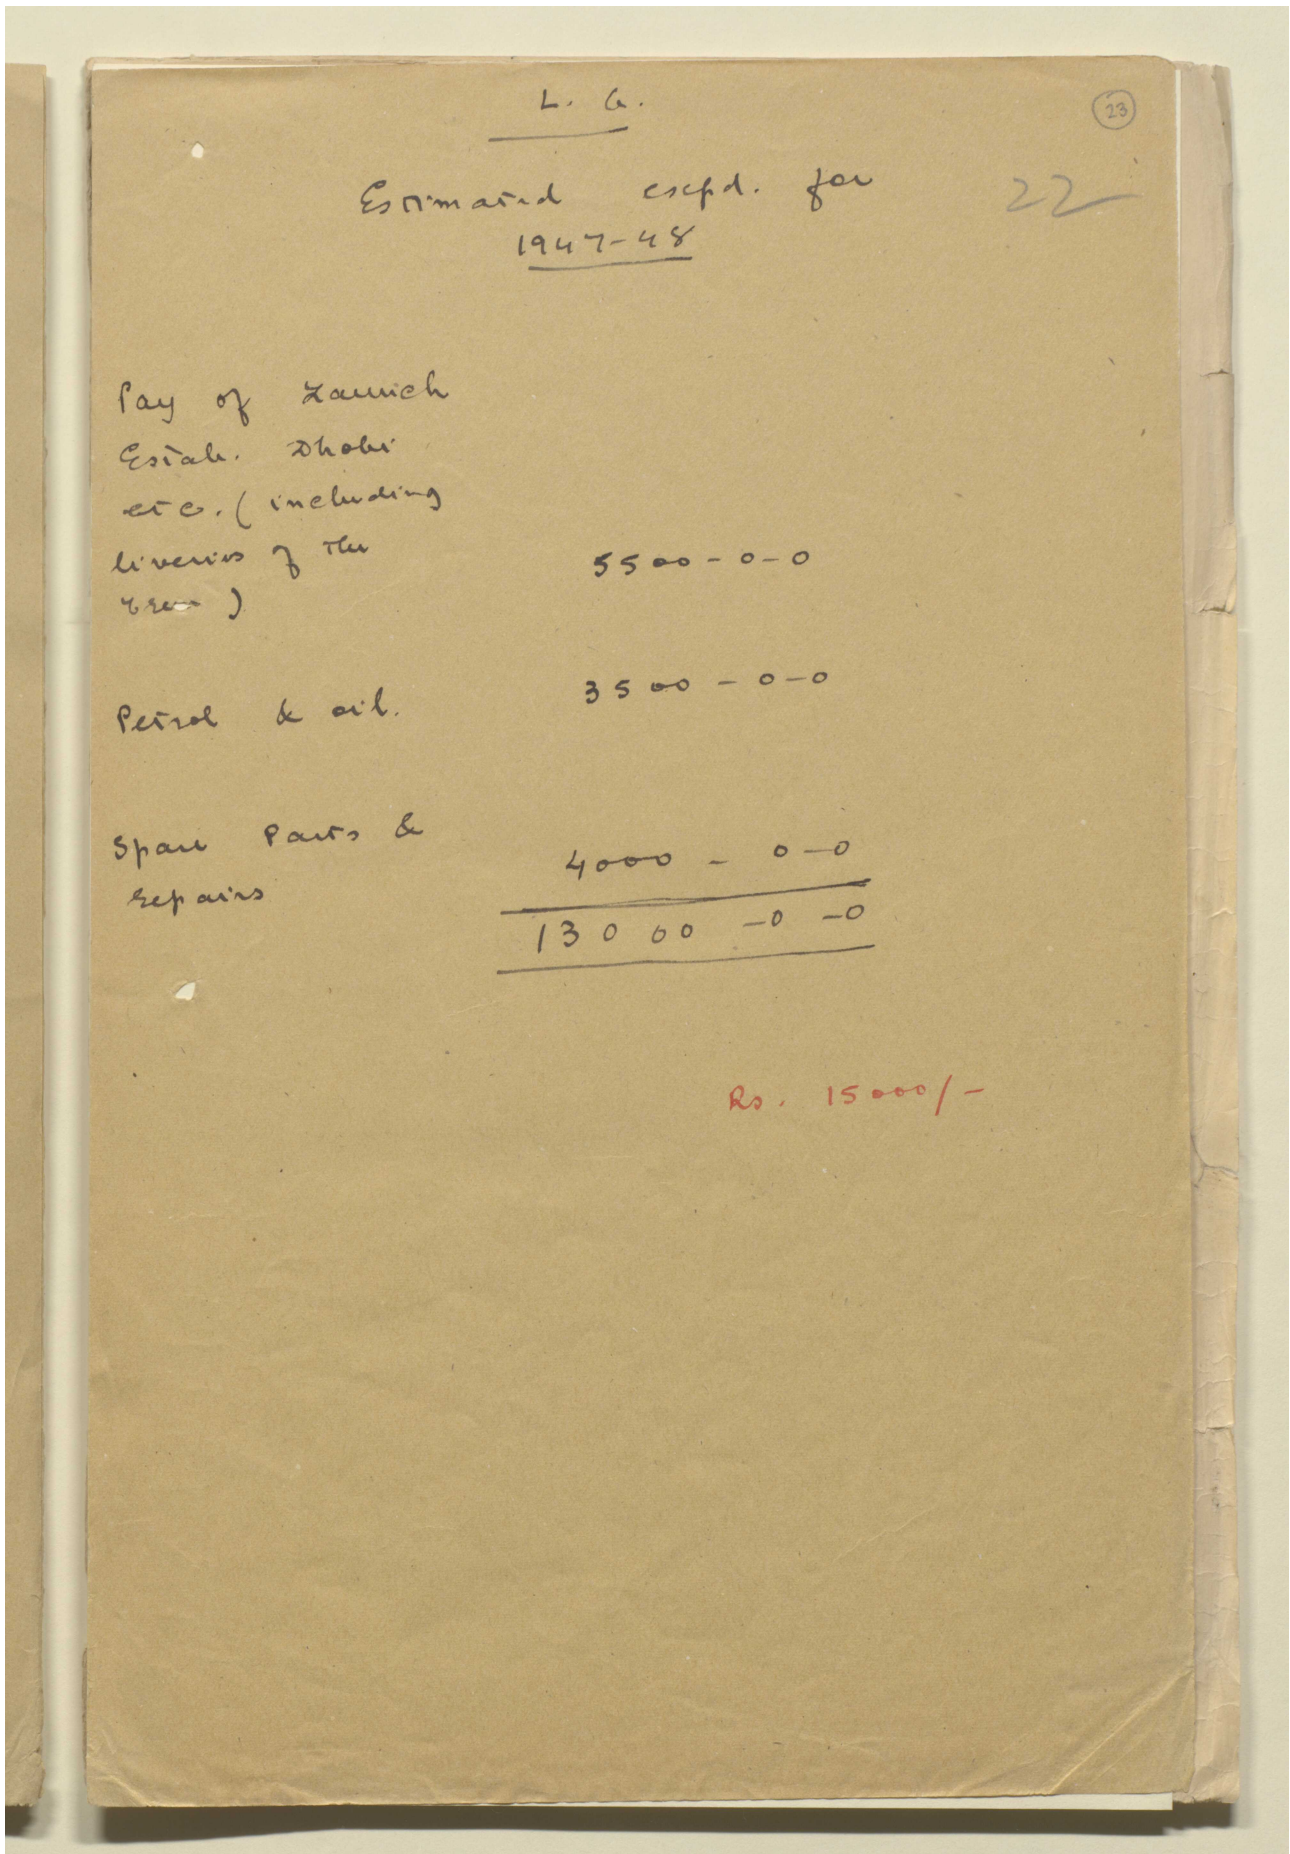 L. G.
23
Estimated expd. for
22
1947-48
Pay of Launch
Estab. Dhobi
etc. (including
liveries of the
crew)
5500-0-0
Petrol & oil.
3500-0-0
Spare Parts &
repairs
4000-0-0
13000-0-0
Rs. 15000/-